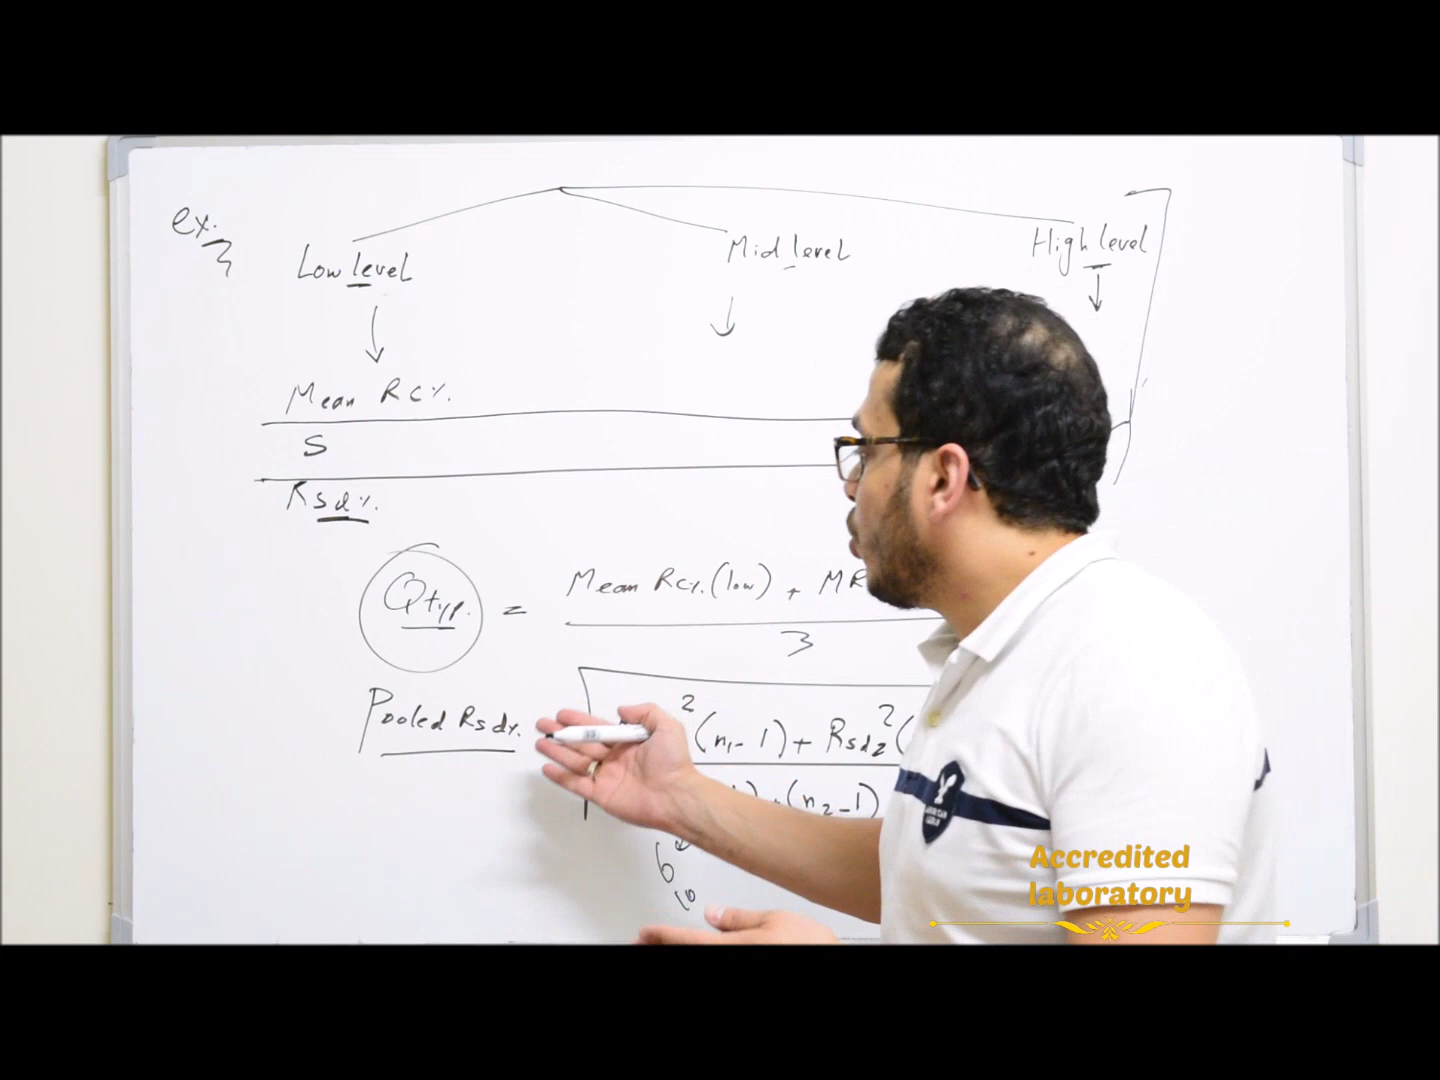 ex.
Low level
Mid level
High level
Mean RC%.
S
Rsd%.
Qtyp. = Mean RC%.(low) + MR
3
Pooled Rsd%.
2 (n1-1) + Rsd2 2 (
) + (n2-1)
6
10
Accredited
laboratory